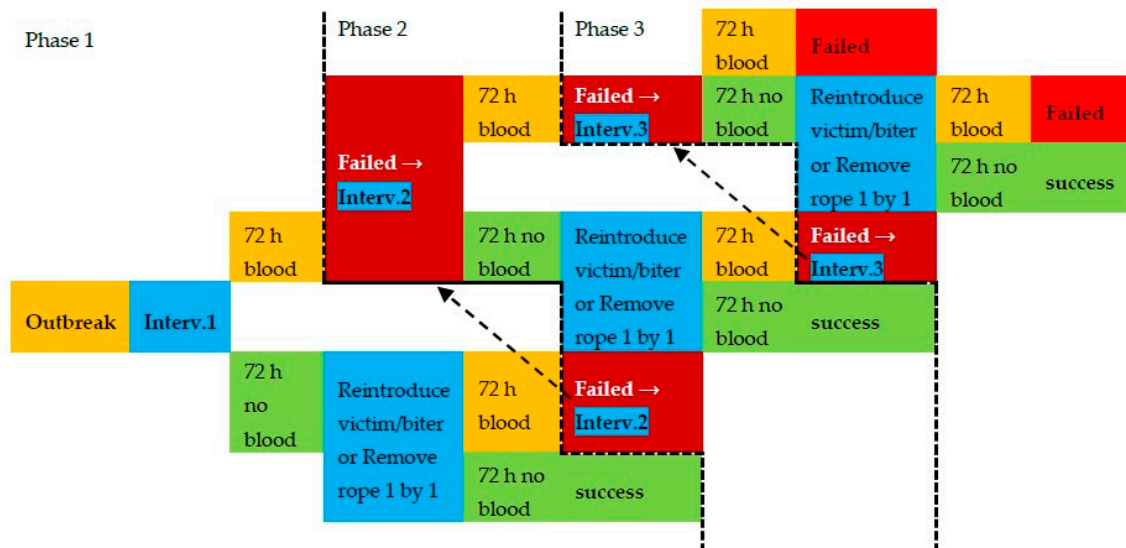 Phase 1
Phase 2
Phase 3
72 h
blood
Failed
72 h
blood
Failed →
Interv.3
72 h no
blood
Reintroduce
victim/biter
or Remove
rope 1 by 1
72 h
blood
Failed
72 h no
blood
success
Failed →
Interv.2
72 h
blood
72 h no
blood
Reintroduce
victim/biter
or Remove
rope 1 by 1
72 h
blood
Failed →
Interv.3
72 h no
blood
success
Outbreak
Interv.1
72 h
no
blood
Reintroduce
victim/biter
or Remove
rope 1 by 1
72 h
blood
Failed →
Interv.2
72 h no
blood
success